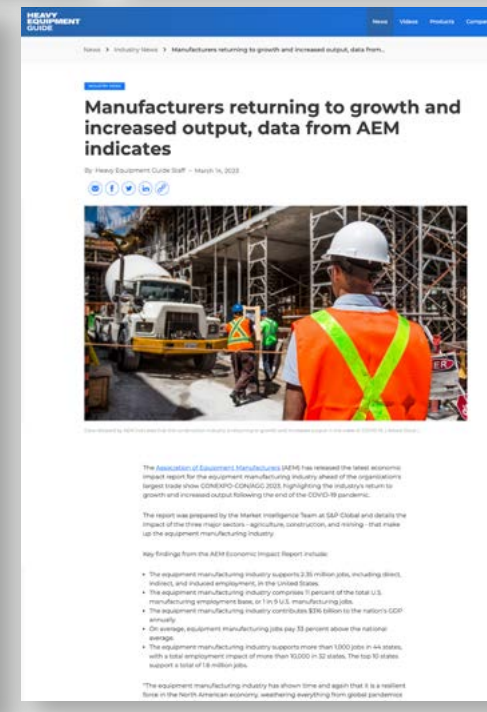 HEAVY
EQUIPMENT
GUIDE
News Videos Products
News > Industry News > Manufacturers returning to growth and increased output, data from...
INDUSTRY NEWS
Manufacturers returning to growth and
increased output, data from AEM
indicates
By Heavy Equipment Guide Staff – March 14, 2023
The Association of Equipment Manufacturers (AEM) has released the latest economic
impact report for the equipment manufacturing industry ahead of the organization's
largest trade show CONEXPO-CON/AGG 2023, highlighting the industry's return to
growth and increased output following the end of the COVID-19 pandemic.
The report was prepared by the Market Intelligence Team at S&P Global and details the
impact of the three major sectors - agriculture, construction, and mining - that make
up the equipment manufacturing industry.
Key findings from the AEM Economic Impact Report include:
• The equipment manufacturing industry supports 2.35 million jobs, including direct,
indirect, and induced employment, in the United States.
• The equipment manufacturing industry comprises 11 percent of the total U.S.
manufacturing employment base, or 1 in 9 U.S. manufacturing jobs.
• The equipment manufacturing industry contributes $316 billion to the nation's GDP
annually.
• On average, equipment manufacturing jobs pay 33 percent above the national
average.
• The equipment manufacturing industry supports more than 1,000 jobs in 44 states,
with a total employment impact of more than 10,000 in 32 states. The top 10 states
support a total of 1.6 million jobs.
"The equipment manufacturing industry has shown time and again that it is a resilient
force in the North American economy, weathering everything from global pandemics